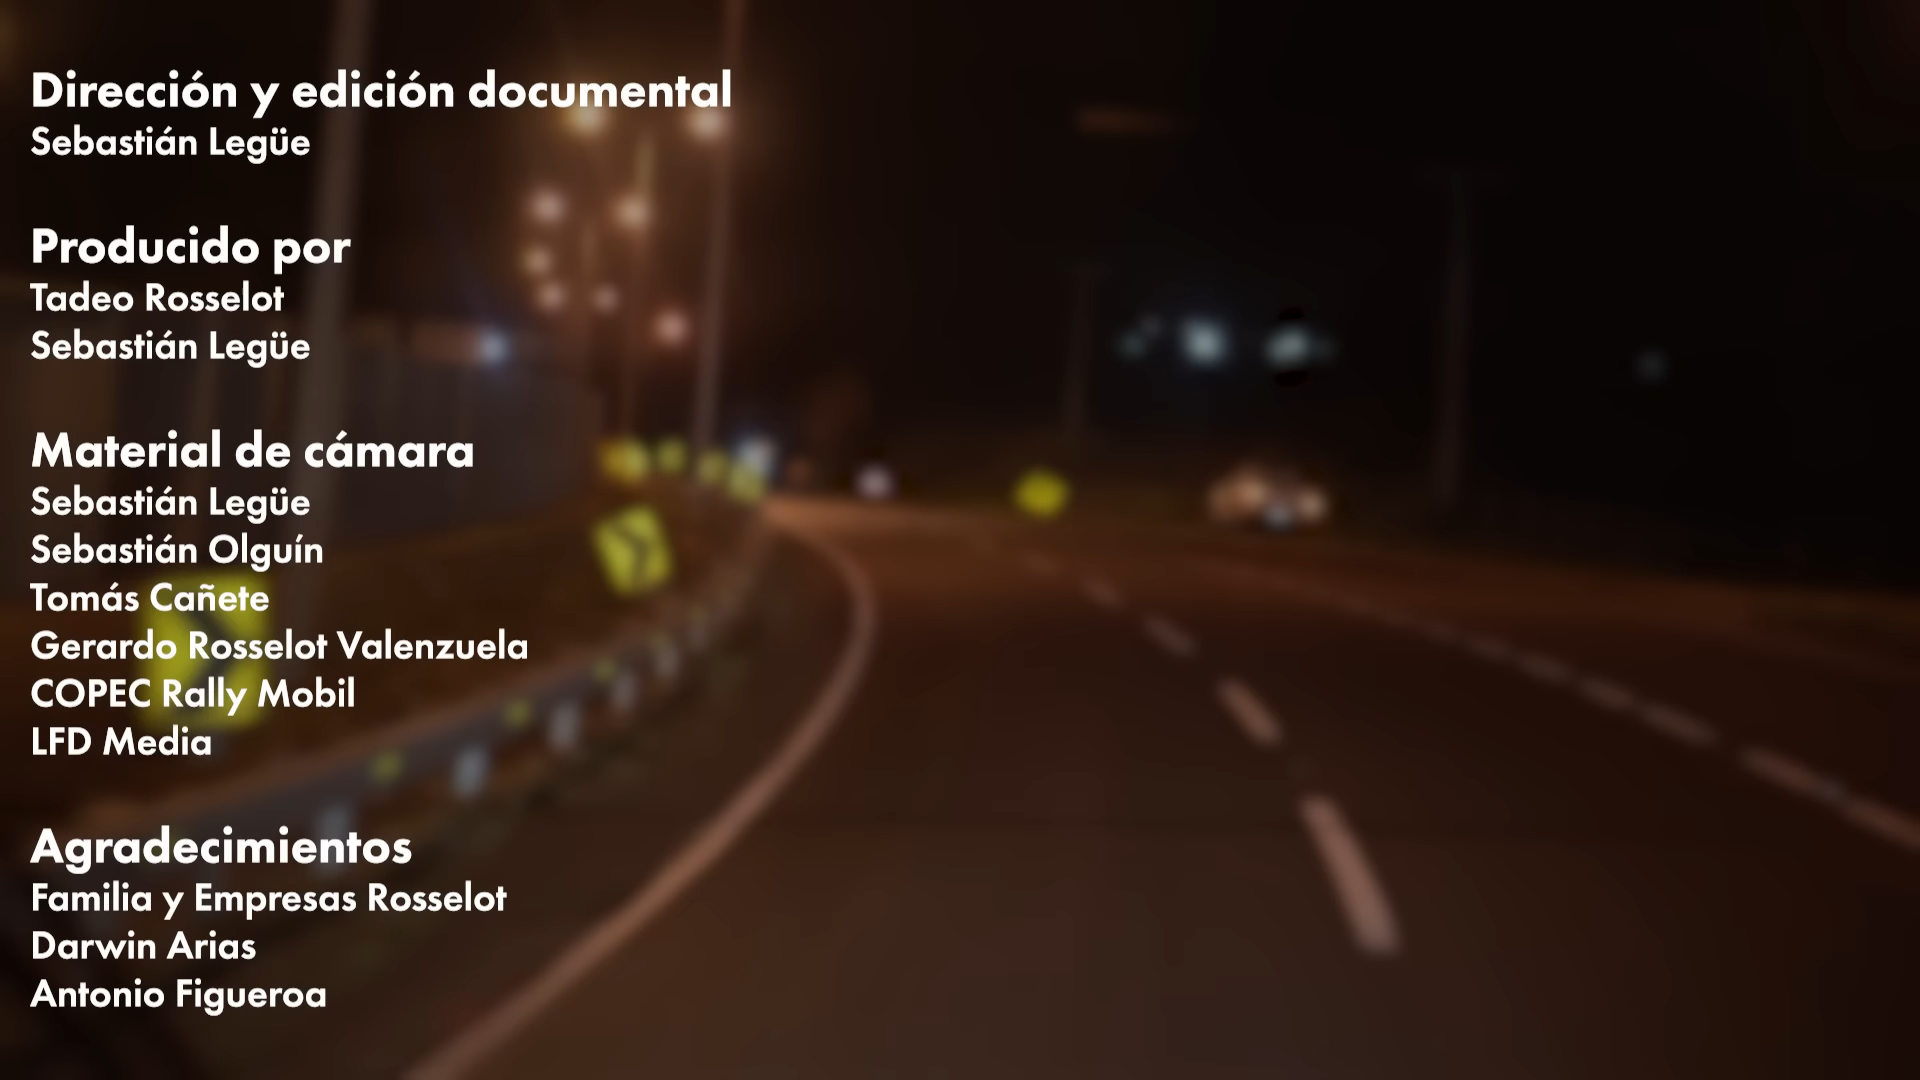 Dirección y edición documental
Sebastián Legüe
Producido por
Tadeo Rosselot
Sebastián Legüe
Material de cámara
Sebastián Legüe
Sebastián Olguín
Tomás Cañete
Gerardo Rosselot Valenzuela
COPEC Rally Mobil
LFD Media
Agradecimientos
Familia y Empresas Rosselot
Darwin Arias
Antonio Figueroa